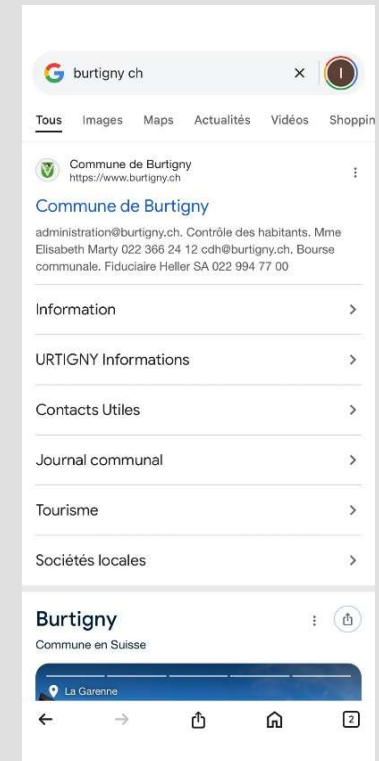 burtigny ch
I
Tous Images Maps Actualités Vidéos Shoppin
Commune de Burtigny
https://www.burtigny.ch
Commune de Burtigny
administration@burtigny.ch. Contrôle des habitants. Mme
Elisabeth Marty 022 366 24 12 cdh@burtigny.ch. Bourse
communale. Fiduciaire Heller SA 022 994 77 00
Information
URTIGNY Informations
Contacts Utiles
Journal communal
Tourisme
Sociétés locales
Burtigny
Commune en Suisse
La Garenne
2